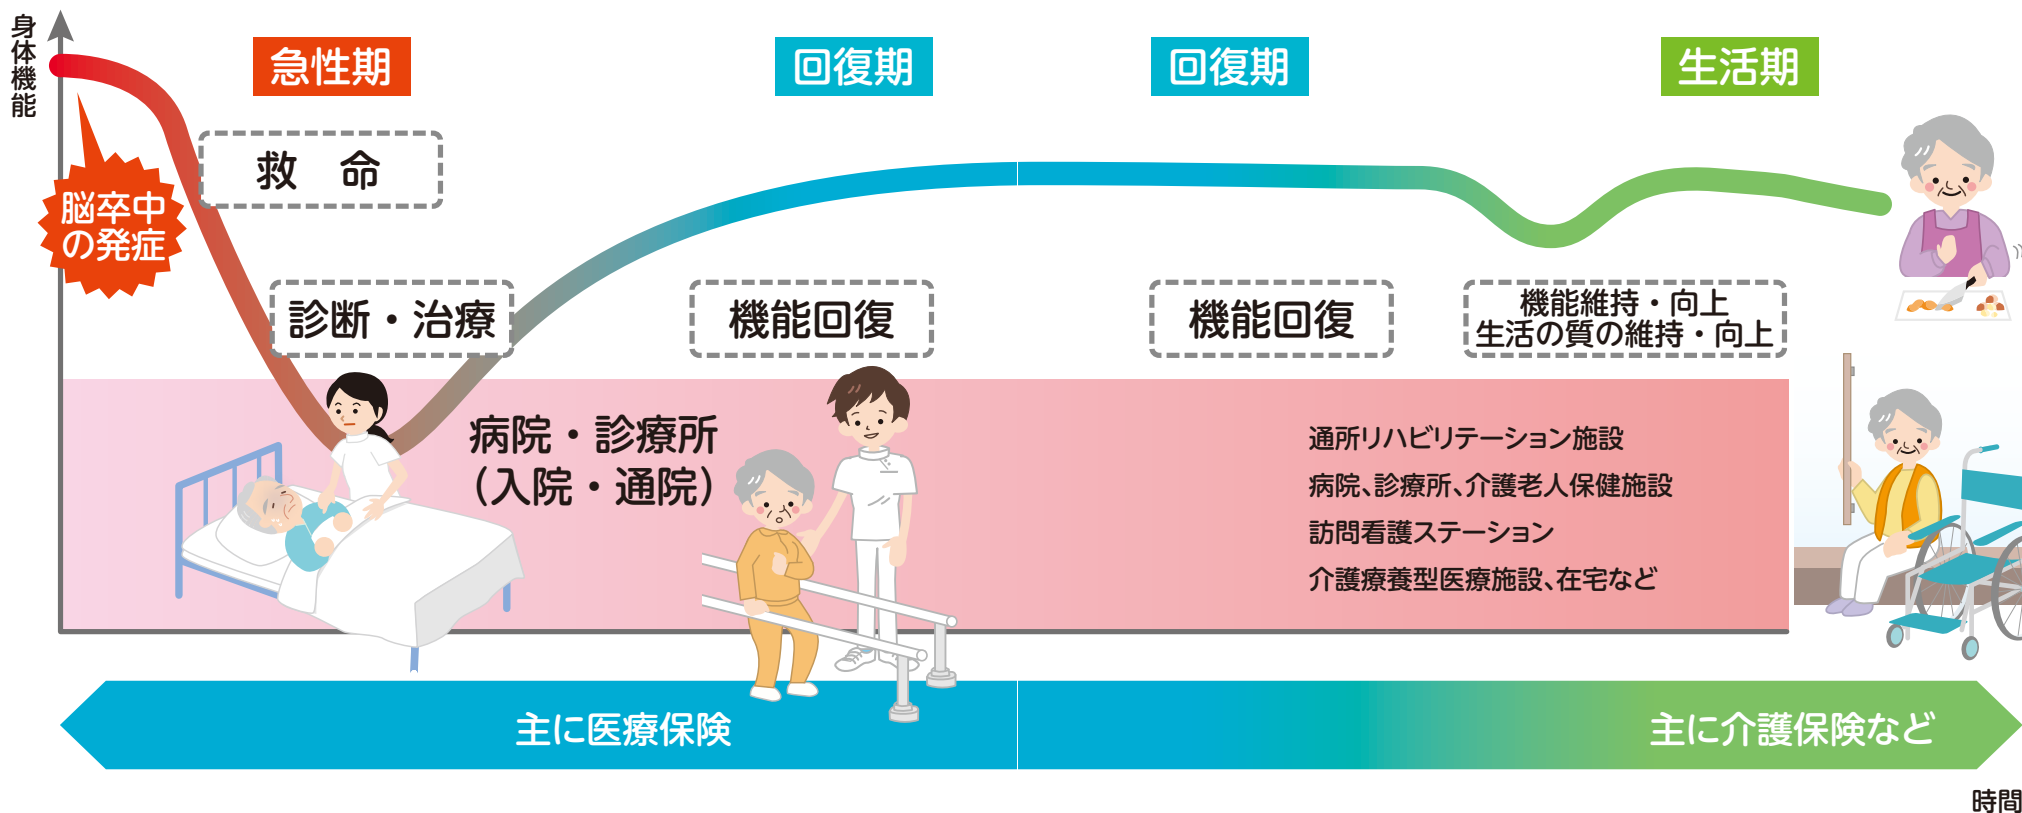 身体機能
急性期
回復期
回復期
生活期
救　命
脳卒中
の発症
診断・治療
機能回復
機能回復
機能維持・向上
生活の質の維持・向上
病院・診療所
（入院・通院）
通所リハビリテーション施設
病院、診療所、介護老人保健施設
訪問看護ステーション
介護療養型医療施設、在宅など
主に医療保険
主に介護保険など
時間